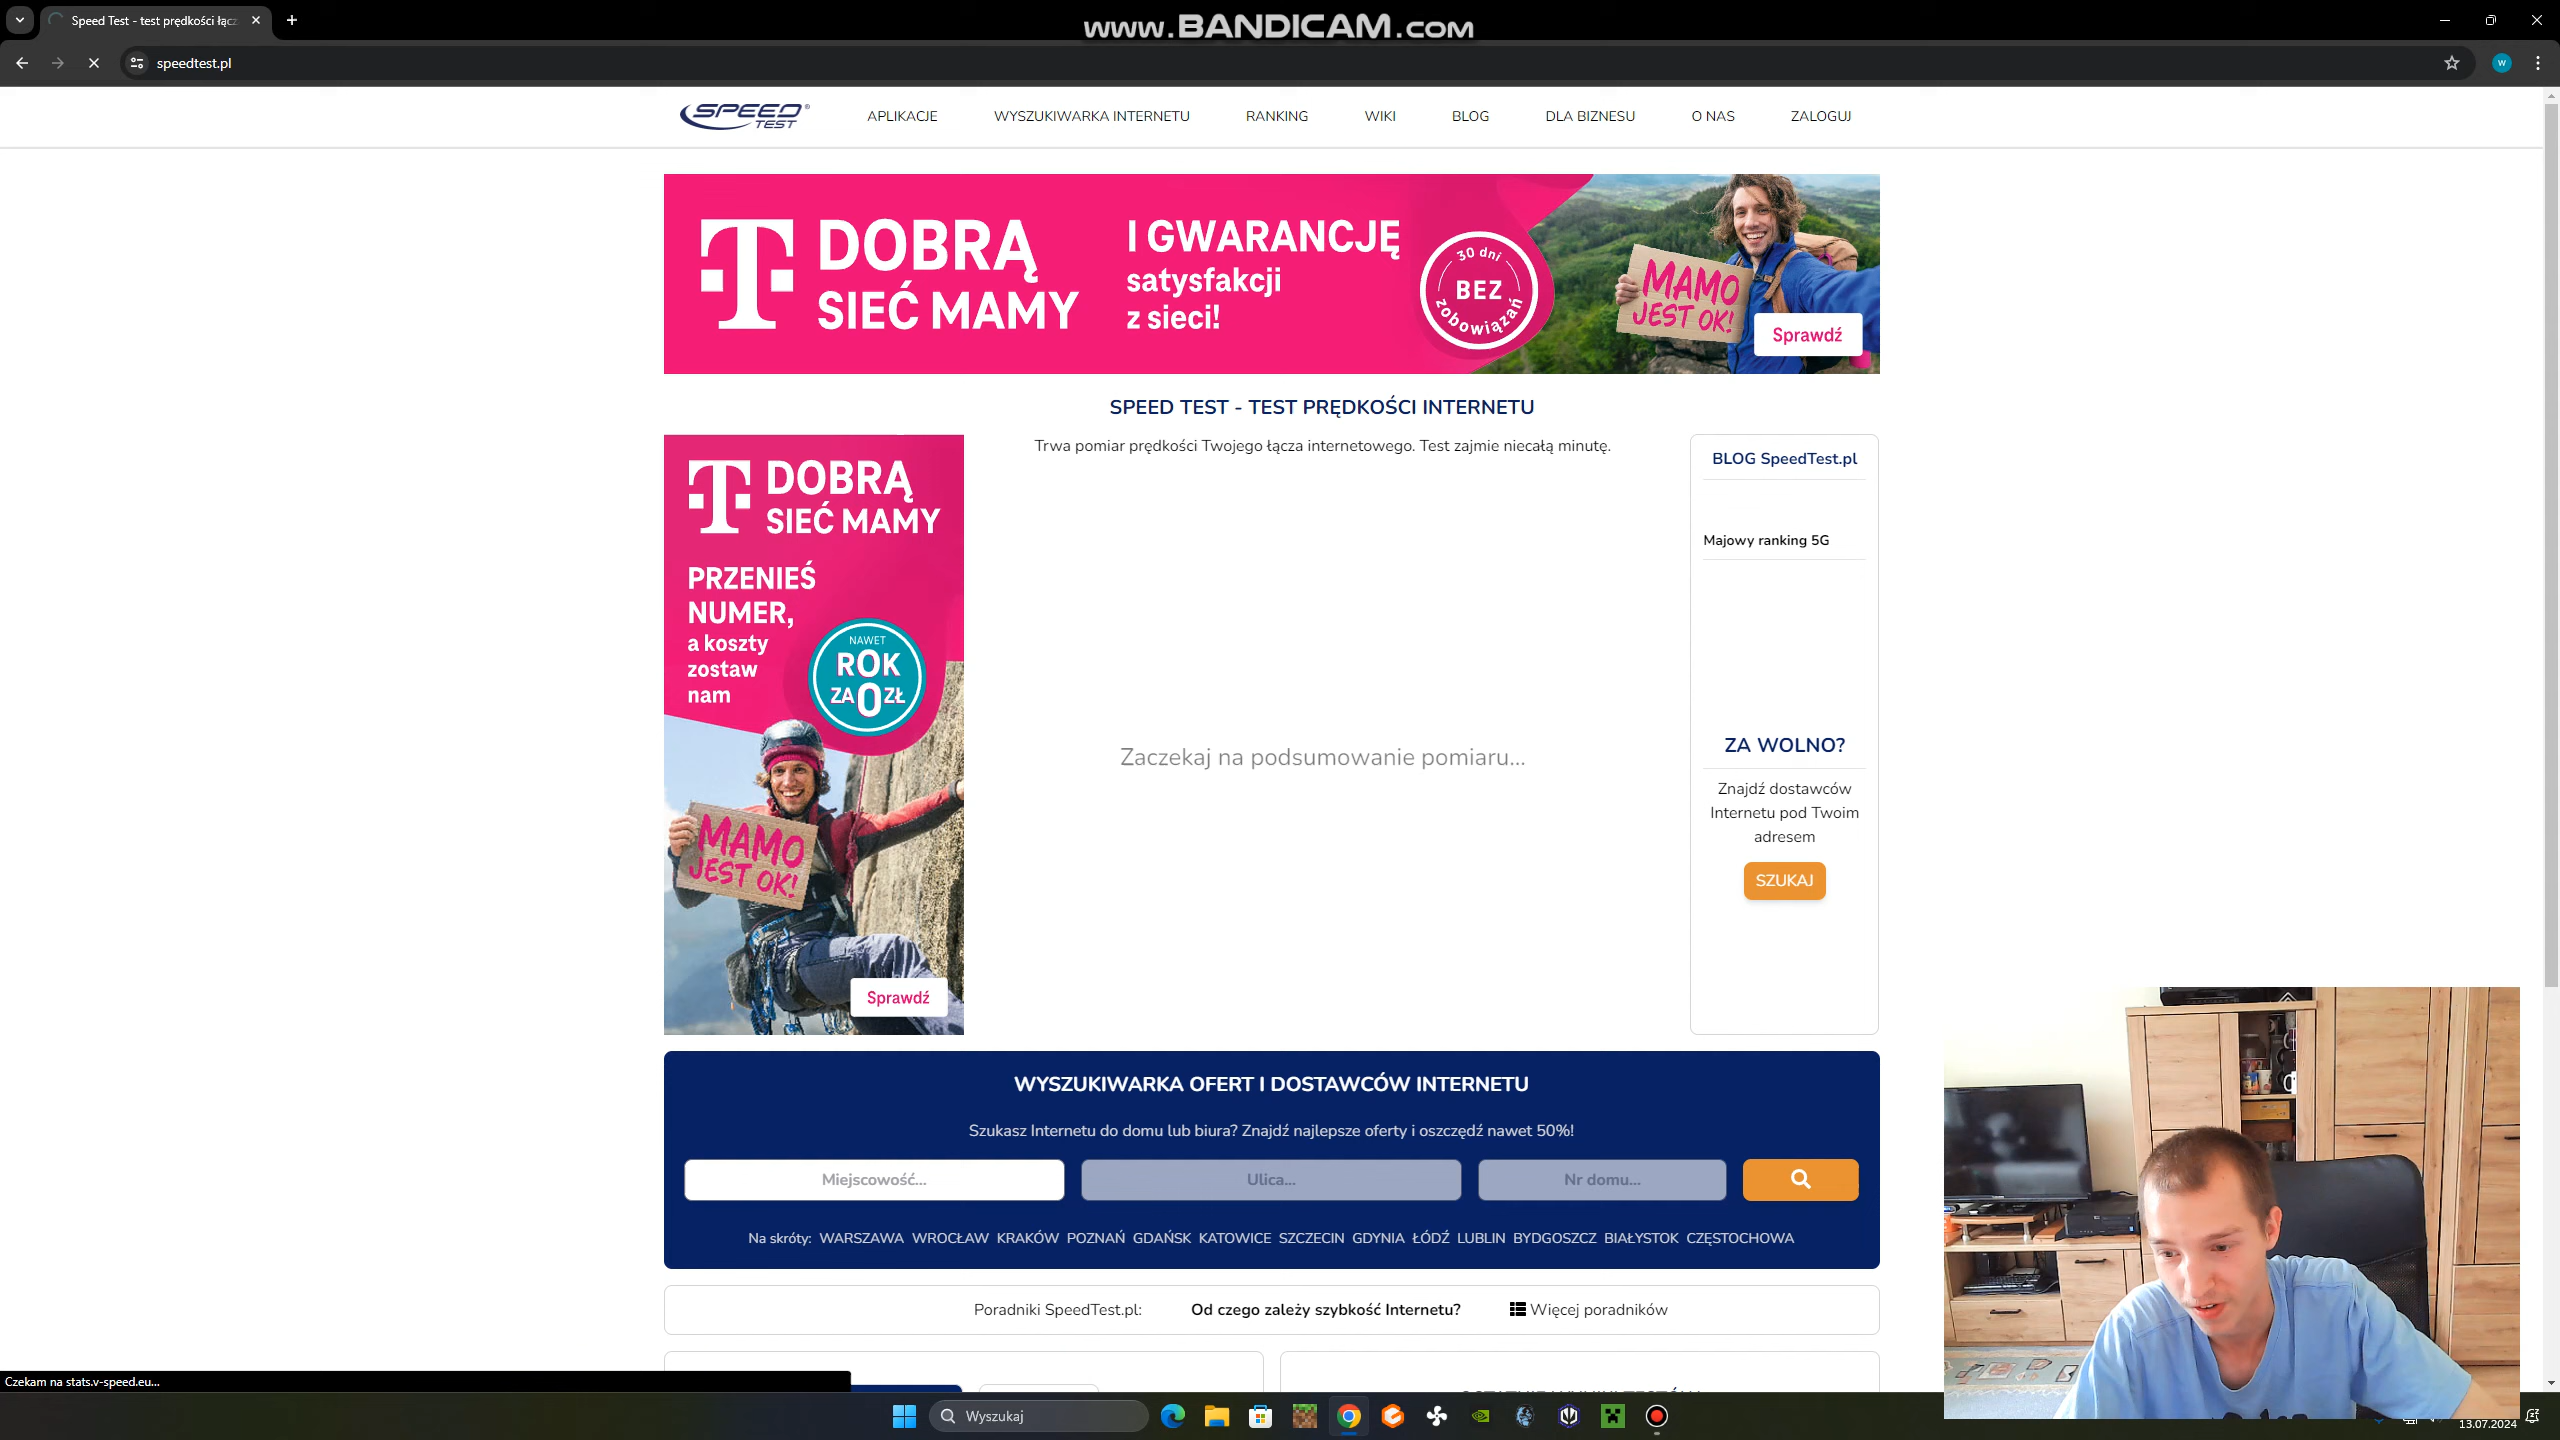 Speed Test - test prędkości łącz
www.BANDICAM.com
speedtest.pl
W
SPEED TEST
APLIKACJE WYSZUKIWARKA INTERNETU RANKING WIKI BLOG DLA BIZNESU O NAS ZALOGUJ
T DOBRĄ
SIEĆ MAMY
I GWARANCJĘ
satysfakcji
z sieci!
30 dni
BEZ
zobowiązań
MAMO
JEST OK!
Sprawdź
SPEED TEST - TEST PRĘDKOŚCI INTERNETU
Trwa pomiar prędkości Twojego łącza internetowego. Test zajmie niecałą minutę.
T DOBRĄ
SIEĆ MAMY
PRZENIEŚ
NUMER,
a koszty
zostaw
nam
NAWET
ROK
ZA 0 ZŁ
MAMO
JEST OK!
Sprawdź
Zaczekaj na podsumowanie pomiaru...
BLOG SpeedTest.pl
Majowy ranking 5G
ZA WOLNO?
Znajdź dostawców
Internetu pod Twoim
adresem
SZUKAJ
WYSZUKIWARKA OFERT I DOSTAWCÓW INTERNETU
Szukasz Internetu do domu lub biura? Znajdź najlepsze oferty i oszczędź nawet 50%!
Miejscowość... Ulica... Nr domu...
Na skróty: WARSZAWA WROCŁAW KRAKÓW POZNAŃ GDAŃSK KATOWICE SZCZECIN GDYNIA ŁÓDŹ LUBLIN BYDGOSZCZ BIAŁYSTOK CZĘSTOCHOWA
Poradniki SpeedTest.pl: Od czego zależy szybkość Internetu? Więcej poradników
Czekam na stats.v-speed.eu...
Wyszukaj
13.07.2024